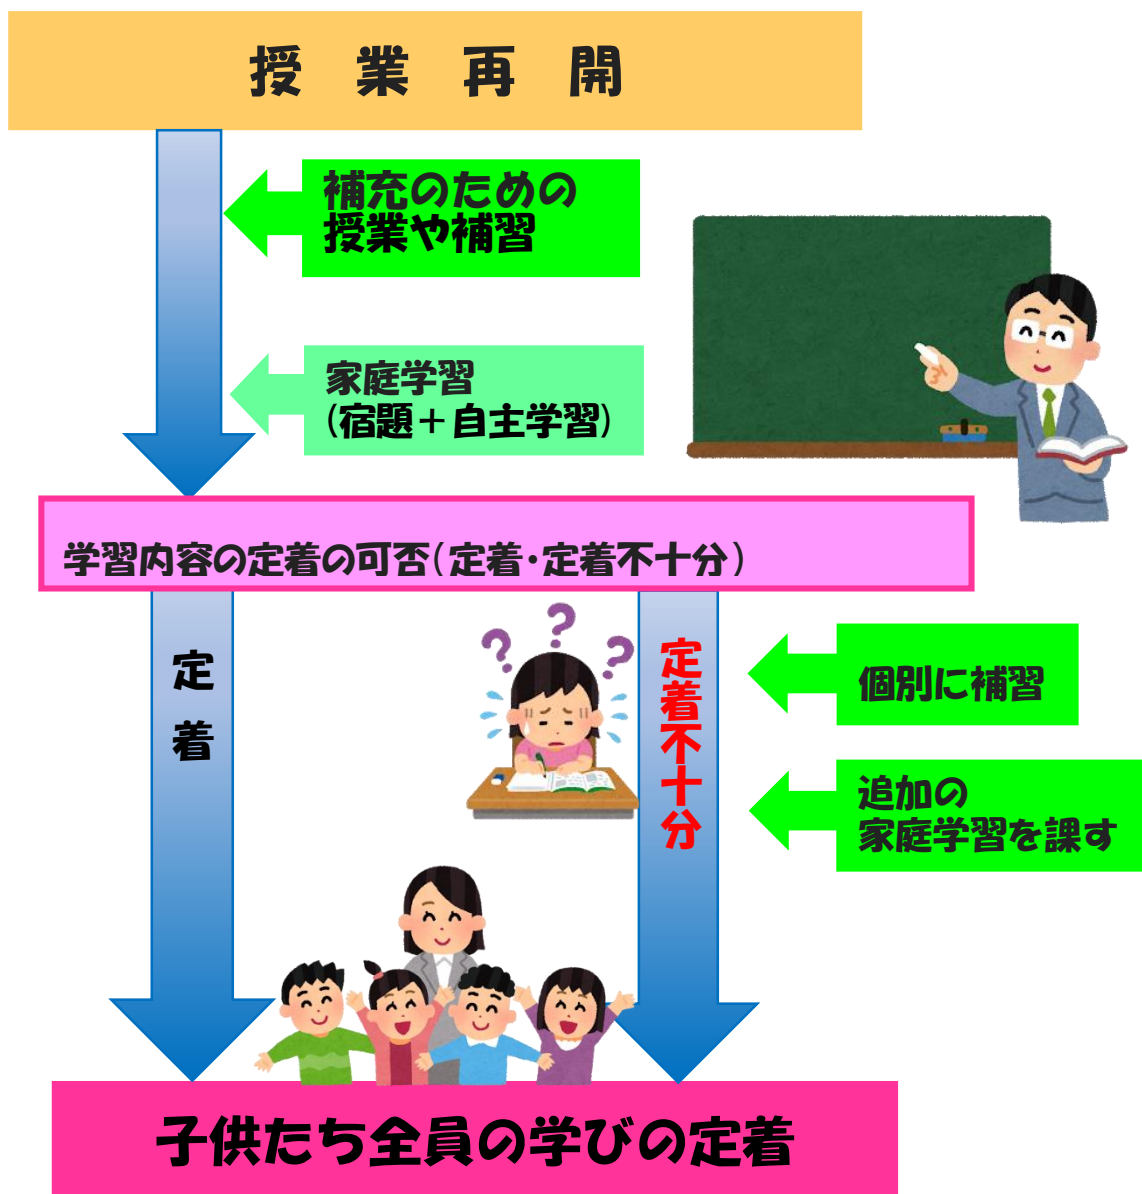 授業再開
補充のための
授業や補習
家庭学習
(宿題＋自主学習)
学習内容の定着の可否(定着・定着不十分)
定着
定着不十分
? ? ?
個別に補習
追加の
家庭学習を課す
子供たち全員の学びの定着